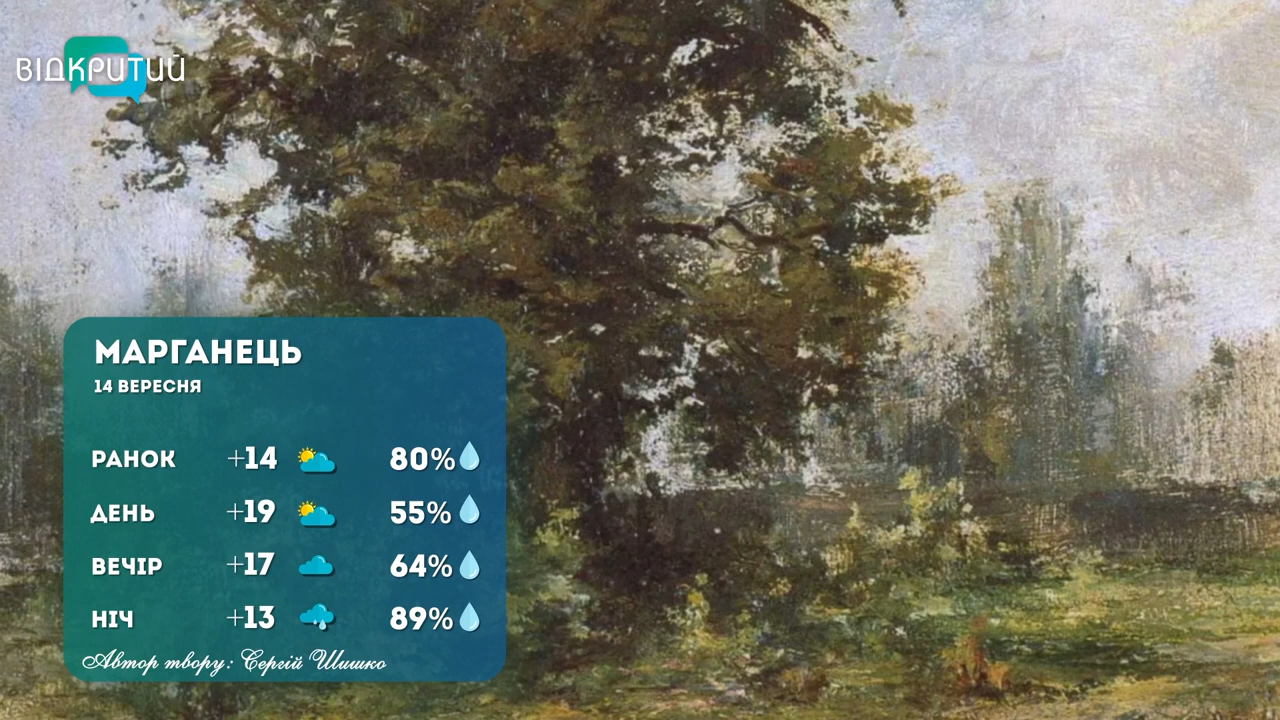 ВІДКРИТИЙ
МАРГАНЕЦЬ
14 ВЕРЕСНЯ
РАНОК +14 80%
ДЕНЬ +19 55%
ВЕЧІР +17 64%
НІЧ +13 89%
Автор твору: Сергій Шишко